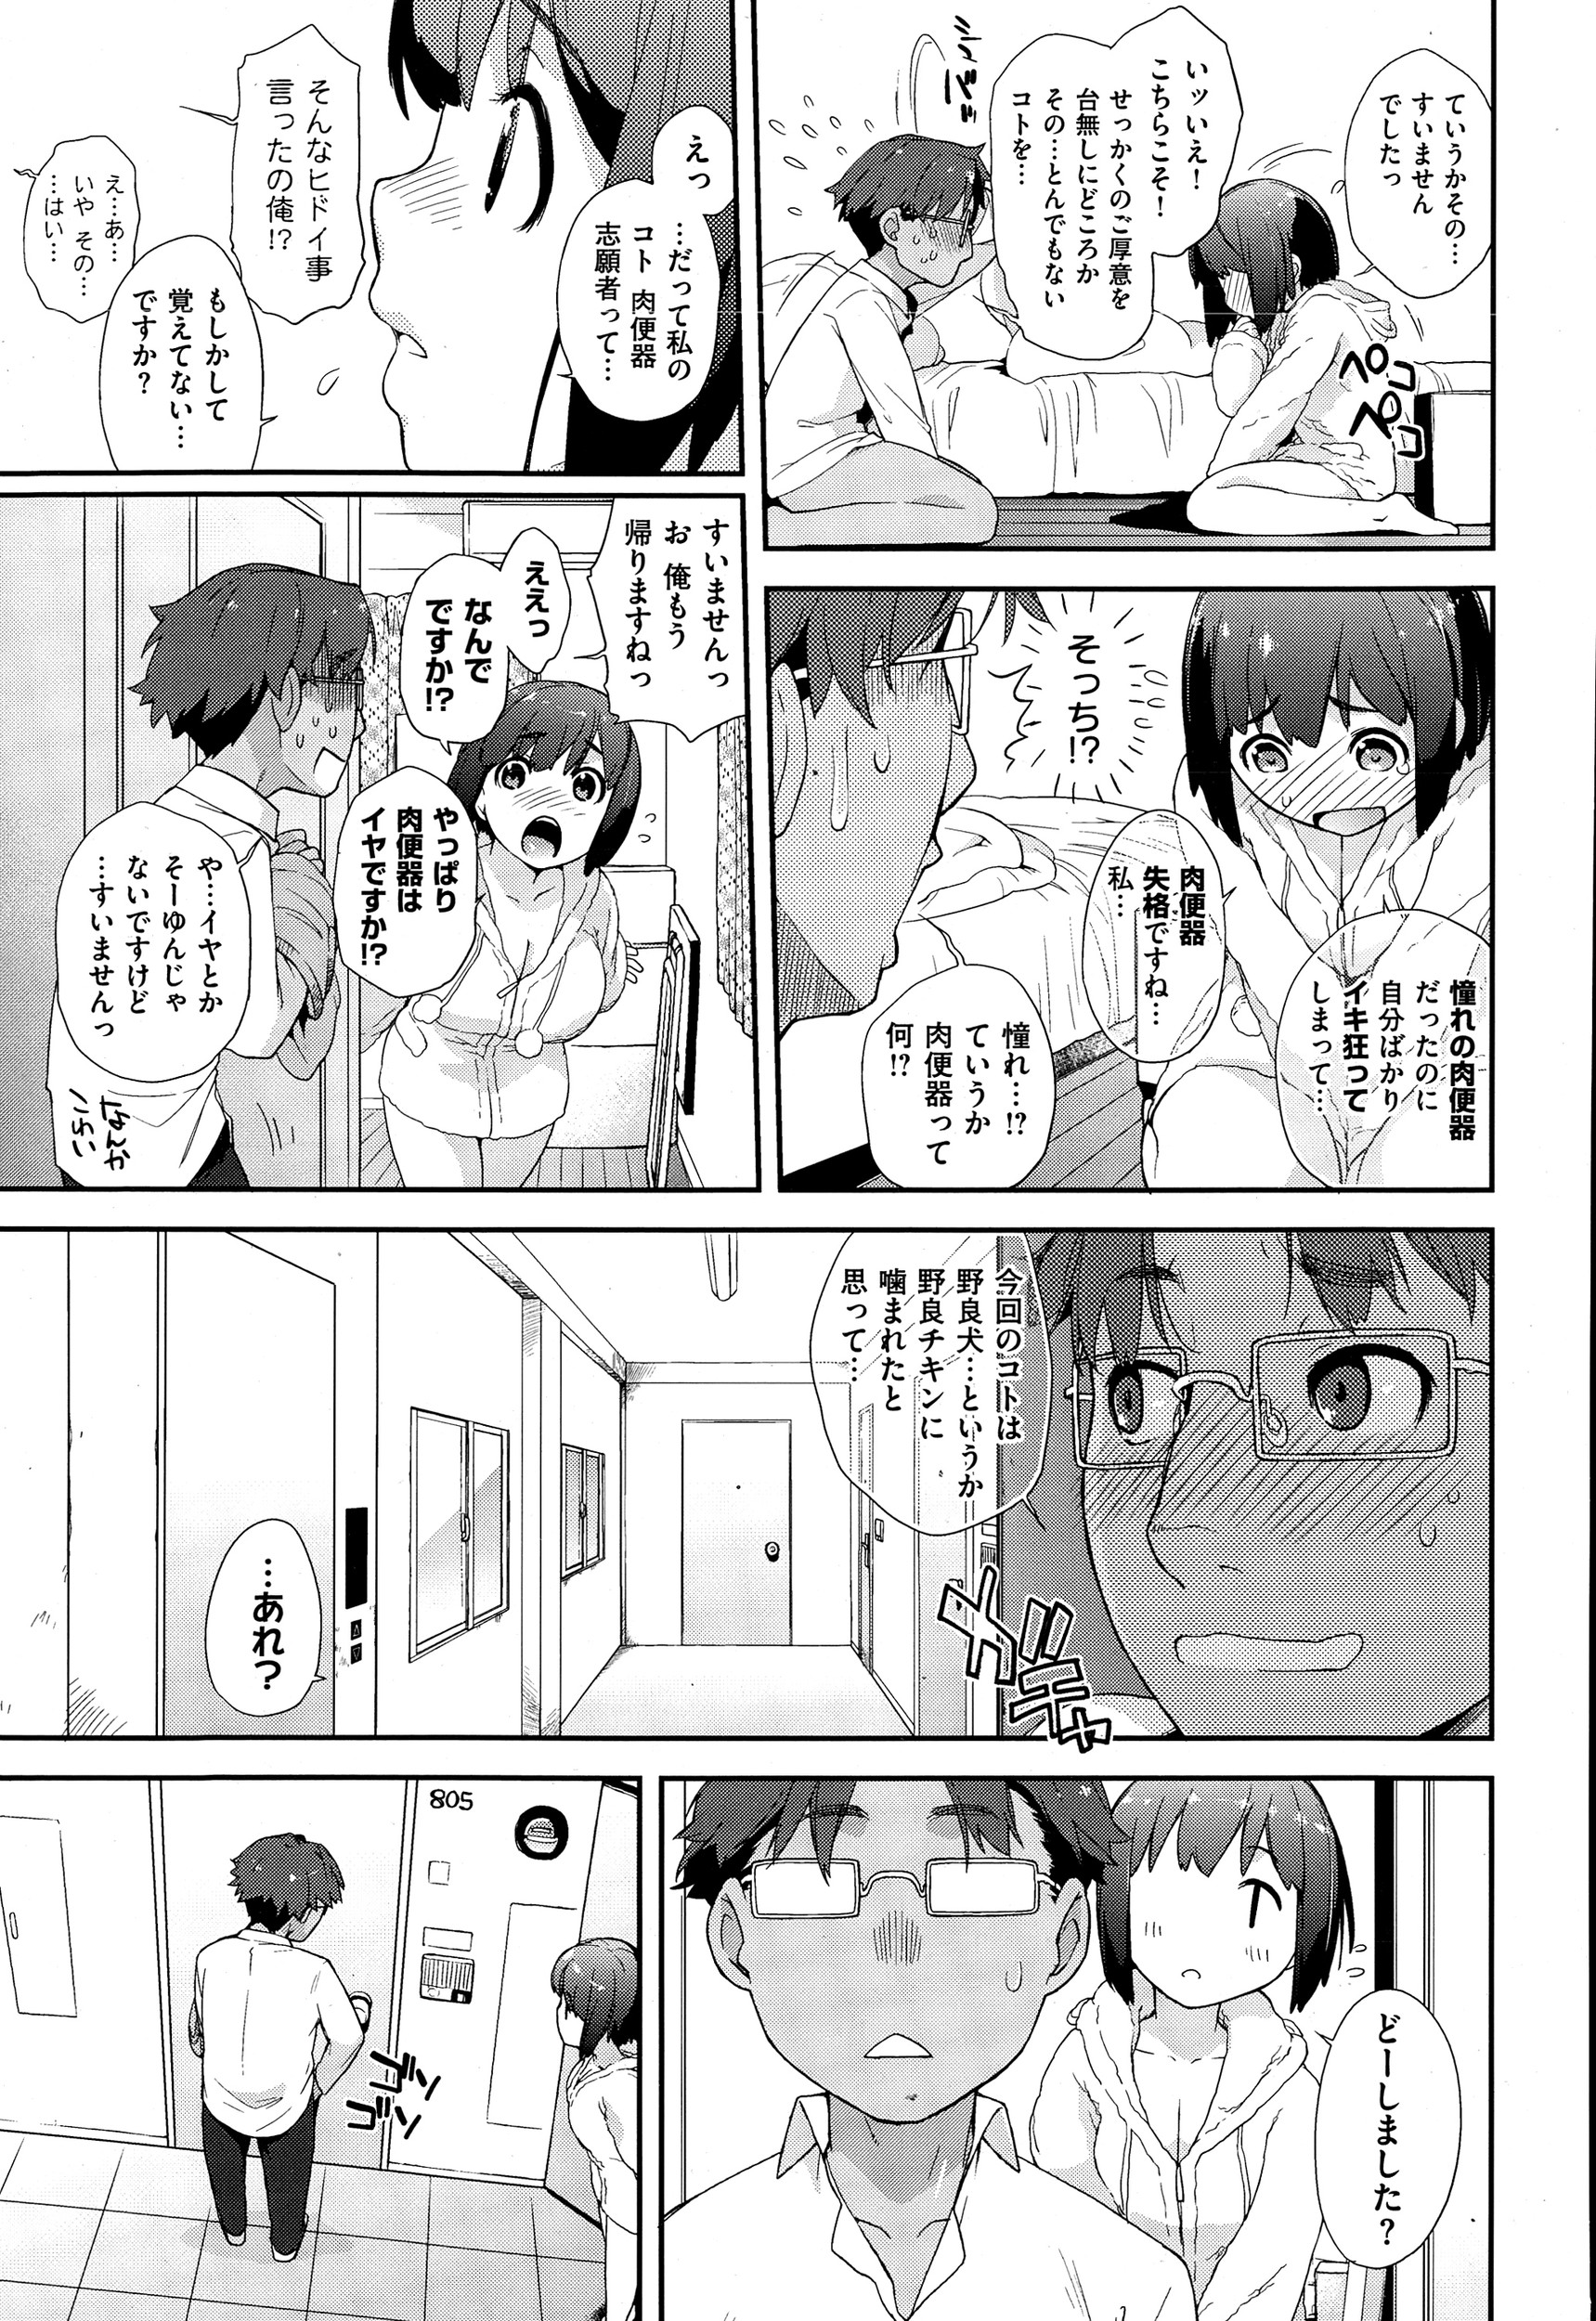 ていうかその…
すいません
でしたっ
いッいえ！
こちらこそ！
せっかくのご厚意を
台無しにどころか
その…とんでもない
コトを…
ペコ
ペコ
えっ
…だって私の
コト 肉便器
志願者って…
そんなヒドイ事
言ったの俺!?
え…あ…
いや その…
…はい…
もしかして
覚えてない…
ですか？
そっち!?
憧れの肉便器
だったのに
自分ばかり
イキ狂って
しまって…
肉便器
失格ですね…
私…
憧れ…!?
ていうか
肉便器って
何!?
すいませんっ
お 俺もう
帰りますねっ
ええっ
なんで
ですか!?
やっぱり
肉便器は
イヤですか!?
や…イヤとか
そーゆんじゃ
ないですけど
…すいませんっ
なんか
こわい
今回のコトは
野良犬…というか
野良チキンに
噛まれたと
思って…
…あれ？
どーしました？
805
ゴソ